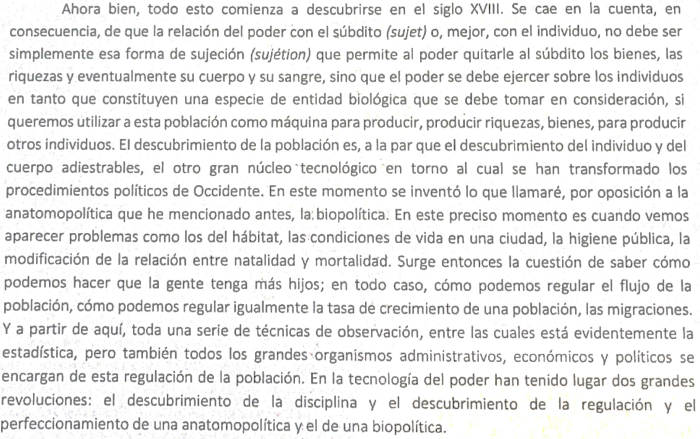 Ahora bien, todo esto comienza a descubrirse en el siglo XVIII. Se cae en la cuenta, en
consecuencia, de que la relación del poder con el súbdito (sujet) o, mejor, con el individuo, no debe ser
simplemente esa forma de sujeción (sujétion) que permite al poder quitarle al súbdito los bienes, las
riquezas y eventualmente su cuerpo y su sangre, sino que el poder se debe ejercer sobre los individuos
en tanto que constituyen una especie de entidad biológica que se debe tomar en consideración, si
queremos utilizar a esta población como máquina para producir, producir riquezas, bienes, para producir
otros individuos. El descubrimiento de la población es, a la par que el descubrimiento del individuo y del
cuerpo adiestrables, el otro gran núcleo tecnológico en torno al cual se han transformado los
procedimientos políticos de Occidente. En este momento se inventó lo que llamaré, por oposición a la
anatomopolítica que he mencionado antes, la biopolítica. En este preciso momento es cuando vemos
aparecer problemas como los del hábitat, las condiciones de vida en una ciudad, la higiene pública, la
modificación de la relación entre natalidad y mortalidad. Surge entonces la cuestión de saber cómo
podemos hacer que la gente tenga más hijos; en todo caso, cómo podemos regular el flujo de la
población, cómo podemos regular igualmente la tasa de crecimiento de una población, las migraciones.
Y a partir de aquí, toda una serie de técnicas de observación, entre las cuales está evidentemente la
estadística, pero también todos los grandes organismos administrativos, económicos y políticos se
encargan de esta regulación de la población. En la tecnología del poder han tenido lugar dos grandes
revoluciones: el descubrimiento de la disciplina y el descubrimiento de la regulación y el
perfeccionamiento de una anatomopolítica y el de una biopolítica.